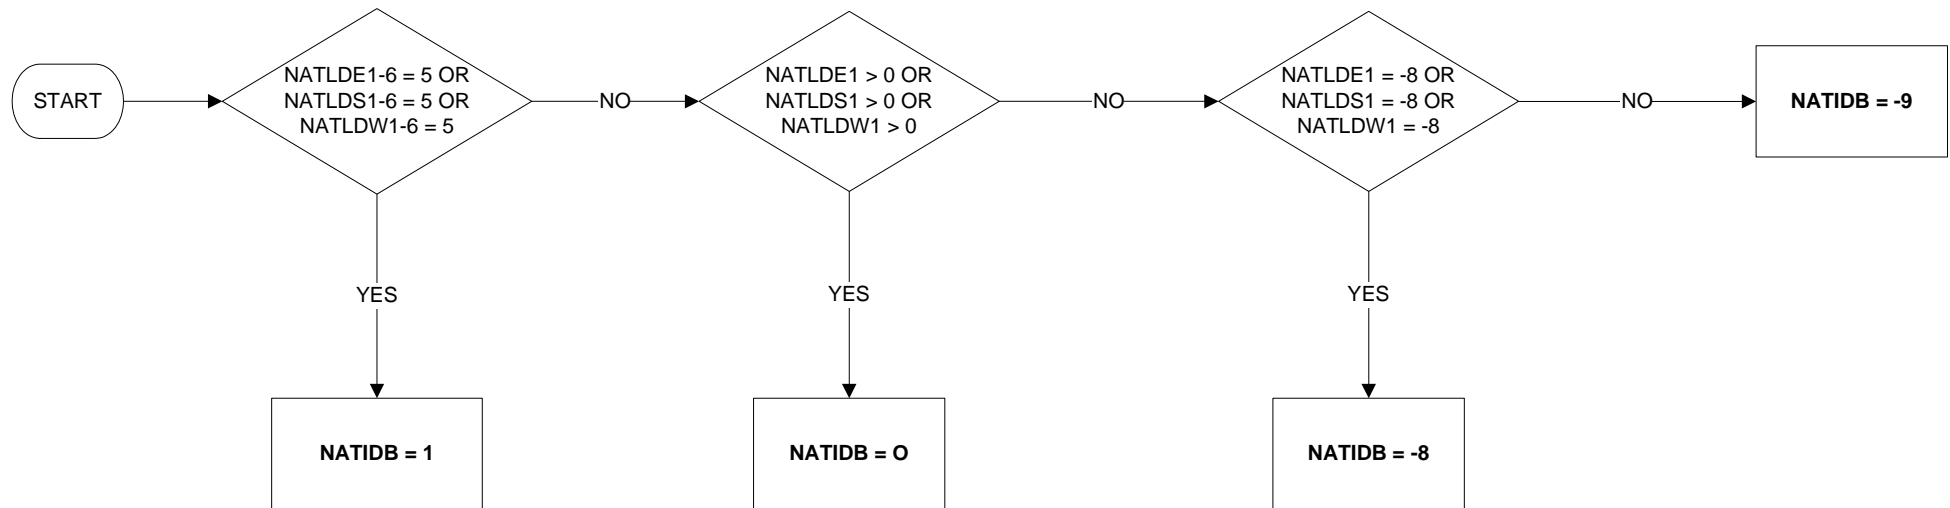 START
NATLDE1-6 = 5 OR
NATLDS1-6 = 5 OR
NATLDW1-6 = 5
NO
NATLDE1 > 0 OR
NATLDS1 > 0 OR
NATLDW1 > 0
NO
NATLDE1 = -8 OR
NATLDS1 = -8 OR
NATLDW1 = -8
NO
NATIDB = -9
YES
YES
YES
NATIDB = 1
NATIDB = O
NATIDB = -8